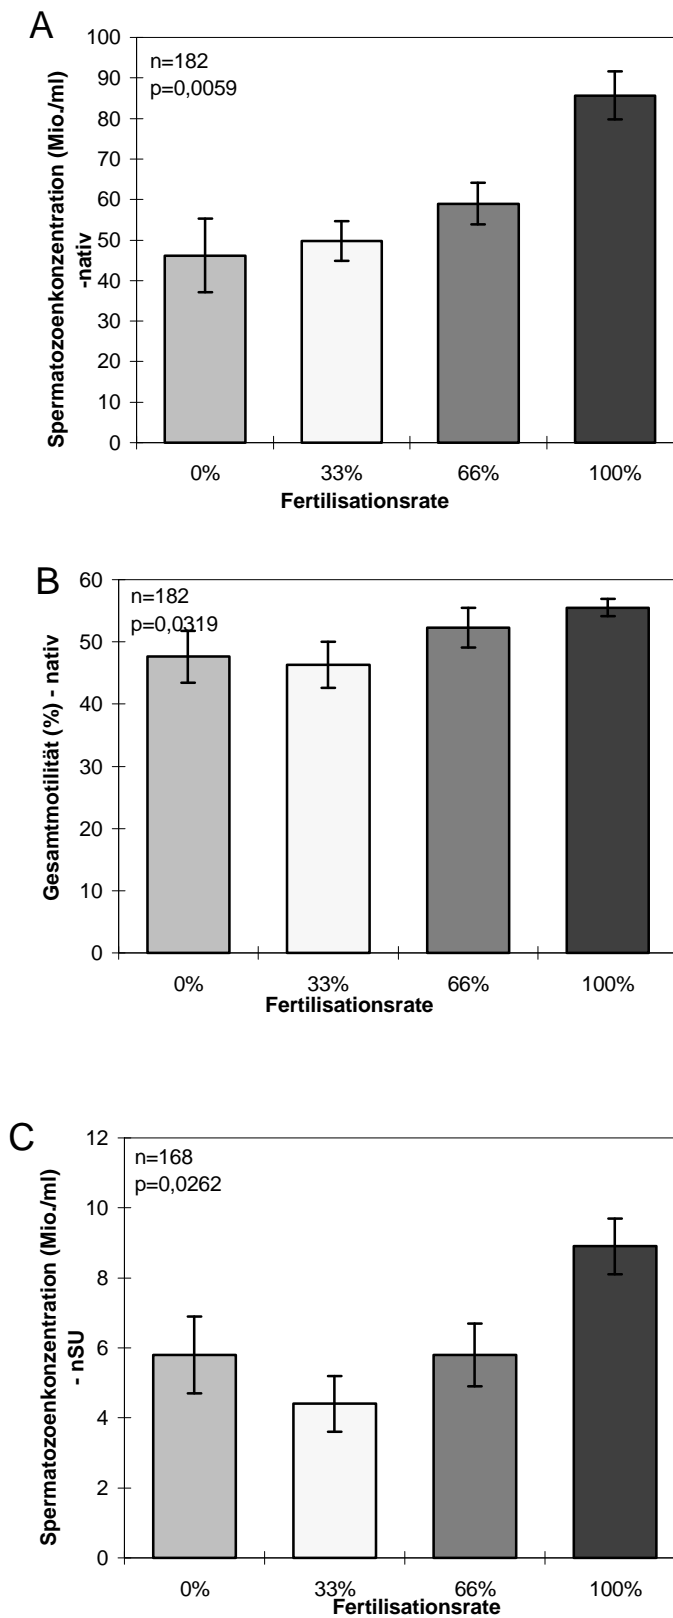 A
Spermatozoenkonzentration (Mio./ml)
-nativ
n=182
p=0,0059
100
90
80
70
60
50
40
30
20
10
0
0% 33% 66% 100%
Fertilisationsrate
B
Gesamtmotilität (%) - nativ
n=182
p=0,0319
60
50
40
30
20
10
0
0% 33% 66% 100%
Fertilisationsrate
C
Spermatozoenkonzentration (Mio./ml)
- nSU
n=168
p=0,0262
12
10
8
6
4
2
0
0% 33% 66% 100%
Fertilisationsrate